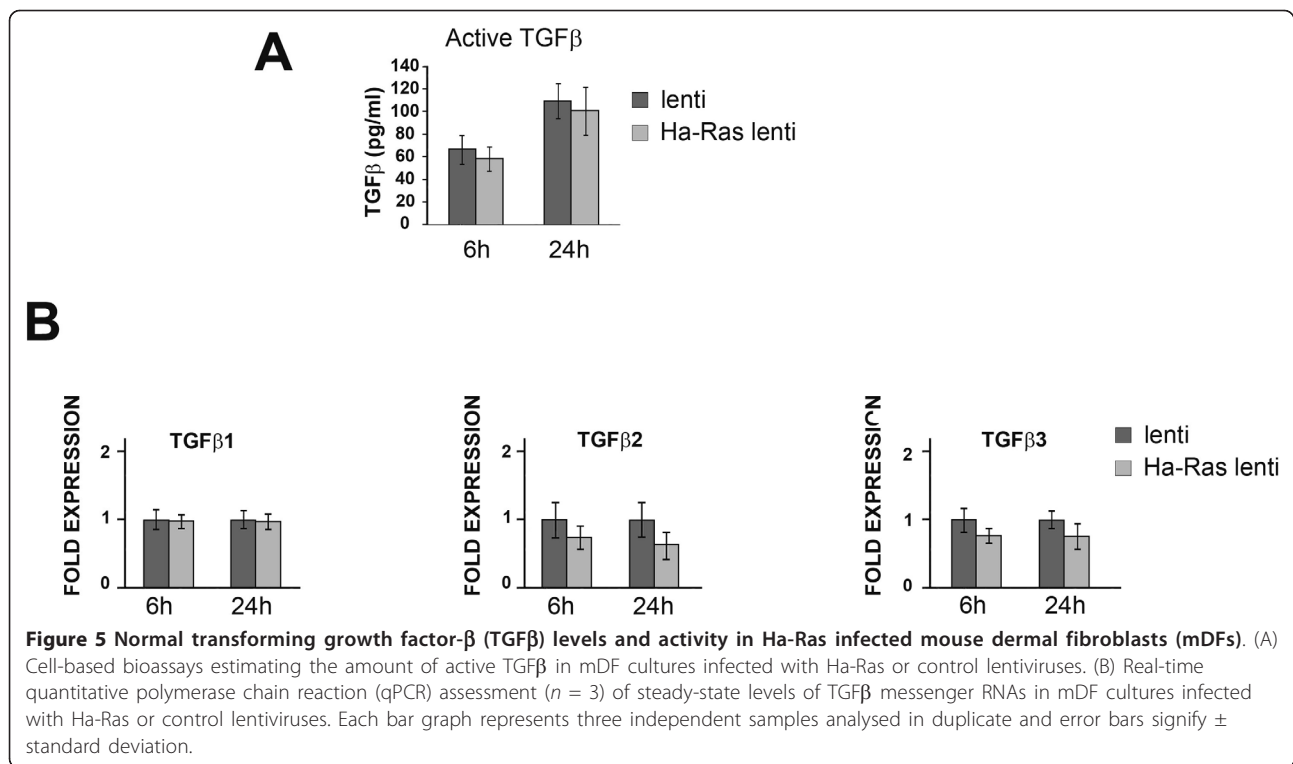 A
Active TGFβ
140
120
100
80
60
40
20
0
TGFβ (pg/ml)
6h 24h
lenti
Ha-Ras lenti
B
FOLD EXPRESSION
TGFβ1
2
1
0
6h 24h
FOLD EXPRESSION
TGFβ2
2
1
0
6h 24h
FOLD EXPRESSION
TGFβ3
2
1
0
6h 24h
lenti
Ha-Ras lenti
Figure 5 Normal transforming growth factor-β (TGFβ) levels and activity in Ha-Ras infected mouse dermal fibroblasts (mDFs). (A)
Cell-based bioassays estimating the amount of active TGFβ in mDF cultures infected with Ha-Ras or control lentiviruses. (B) Real-time
quantitative polymerase chain reaction (qPCR) assessment (n = 3) of steady-state levels of TGFβ messenger RNAs in mDF cultures infected
with Ha-Ras or control lentiviruses. Each bar graph represents three independent samples analysed in duplicate and error bars signify ±
standard deviation.